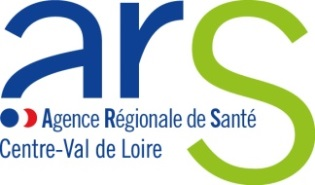 ars
Agence Régionale de Santé
Centre-Val de Loire